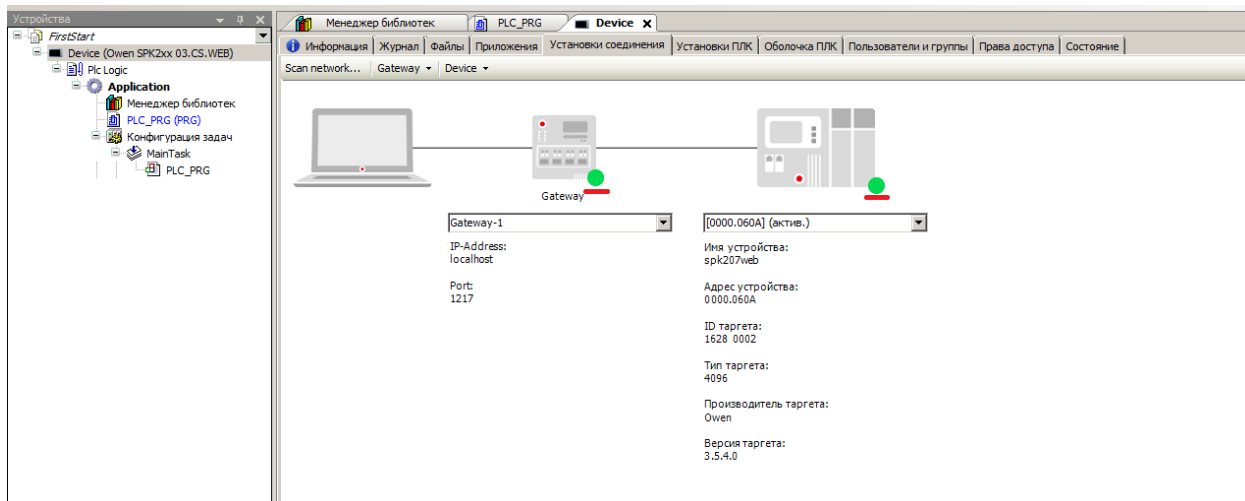 Устройства
FirstStart
Device (Owen SPK2xx 03.CS.WEB)
Plc Logic
Application
Менеджер библиотек
PLC_PRG (PRG)
Конфигурация задач
MainTask
PLC_PRG
Менеджер библиотек PLC_PRG Device
Информация Журнал Файлы Приложения Установки соединения Установки ПЛК Оболочка ПЛК Пользователи и группы Права доступа Состояние
Scan network... Gateway Device
Gateway
Gateway-1
IP-Address:
localhost
Port:
1217
[0000.060A] (актив.)
Имя устройства:
spk207web
Адрес устройства:
0000.060A
ID таргета:
1628 0002
Тип таргета:
4096
Производитель таргета:
Owen
Версия таргета:
3.5.4.0